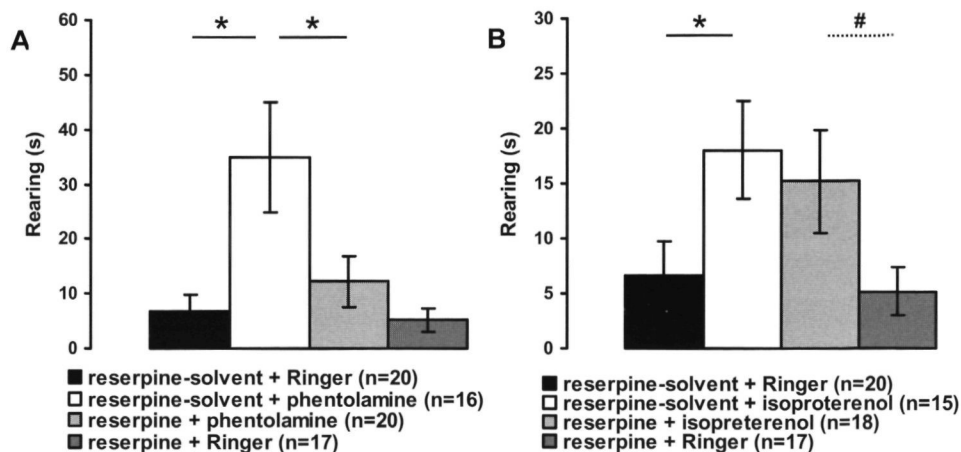 A
* *
Rearing (s)
60
50
40
30
20
10
0
reserpine-solvent + Ringer (n=20)
reserpine-solvent + phentolamine (n=16)
reserpine + phentolamine (n=20)
reserpine + Ringer (n=17)
B
* #
Rearing (s)
30
25
20
15
10
5
0
reserpine-solvent + Ringer (n=20)
reserpine-solvent + isoproterenol (n=15)
reserpine + isopreterenol (n=18)
reserpine + Ringer (n=17)